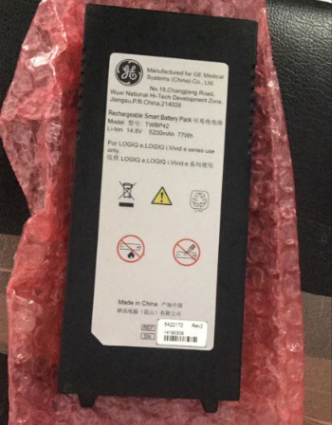 GE
Manufactured for GE Medical
Systems (China) Co., Ltd.
No.19, Changjiang Road,
Wuxi National Hi-Tech Development Zone,
Jiangsu,P.R.China,214028
Rechargeable Smart Battery Pack 可充电电池
Model 型号: TWBP42
Li-Ion 14.8V 5200mAh 77Wh
For LOGIQ e,LOGIQ i,Vivid e series use
only.
仅供 LOGIQ e,LOGIQ i,Vivid e 系列使用
Made in China 产地中国
REF 5422172 Rev2
SN